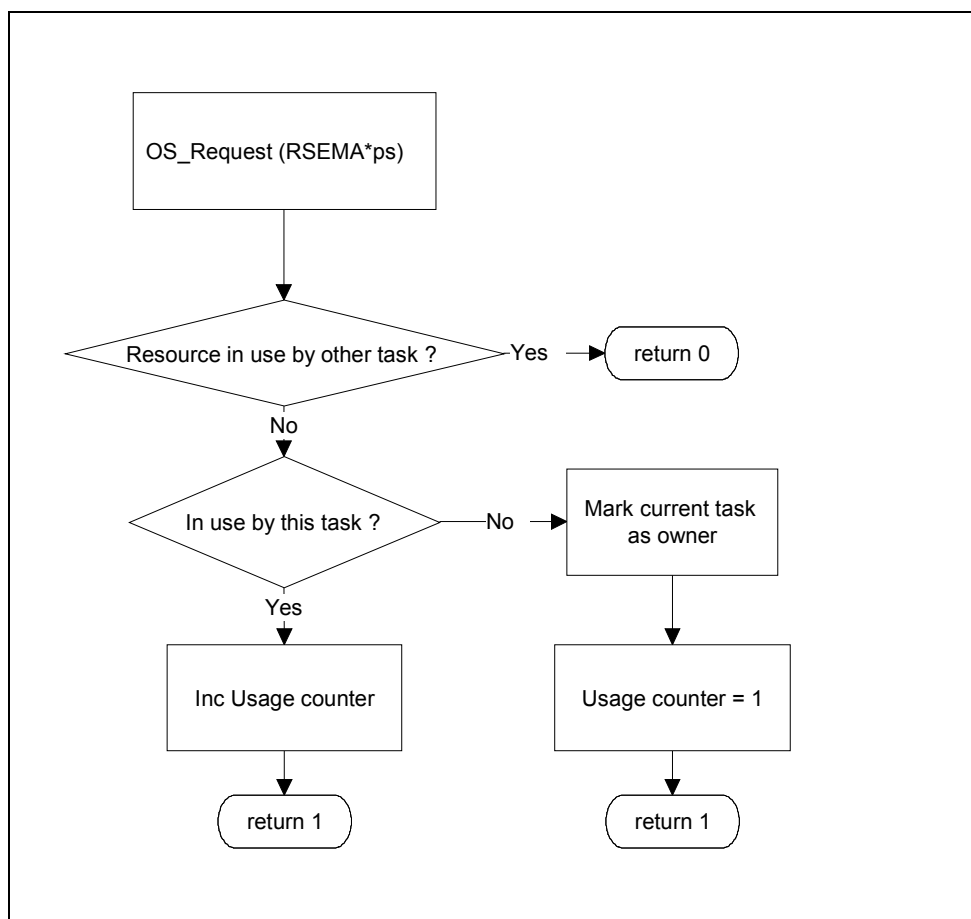 OS_Request (RSEMA*ps)
Resource in use by other task ?
Yes
return 0
No
In use by this task ?
No
Mark current task
as owner
Yes
Inc Usage counter
Usage counter = 1
return 1
return 1